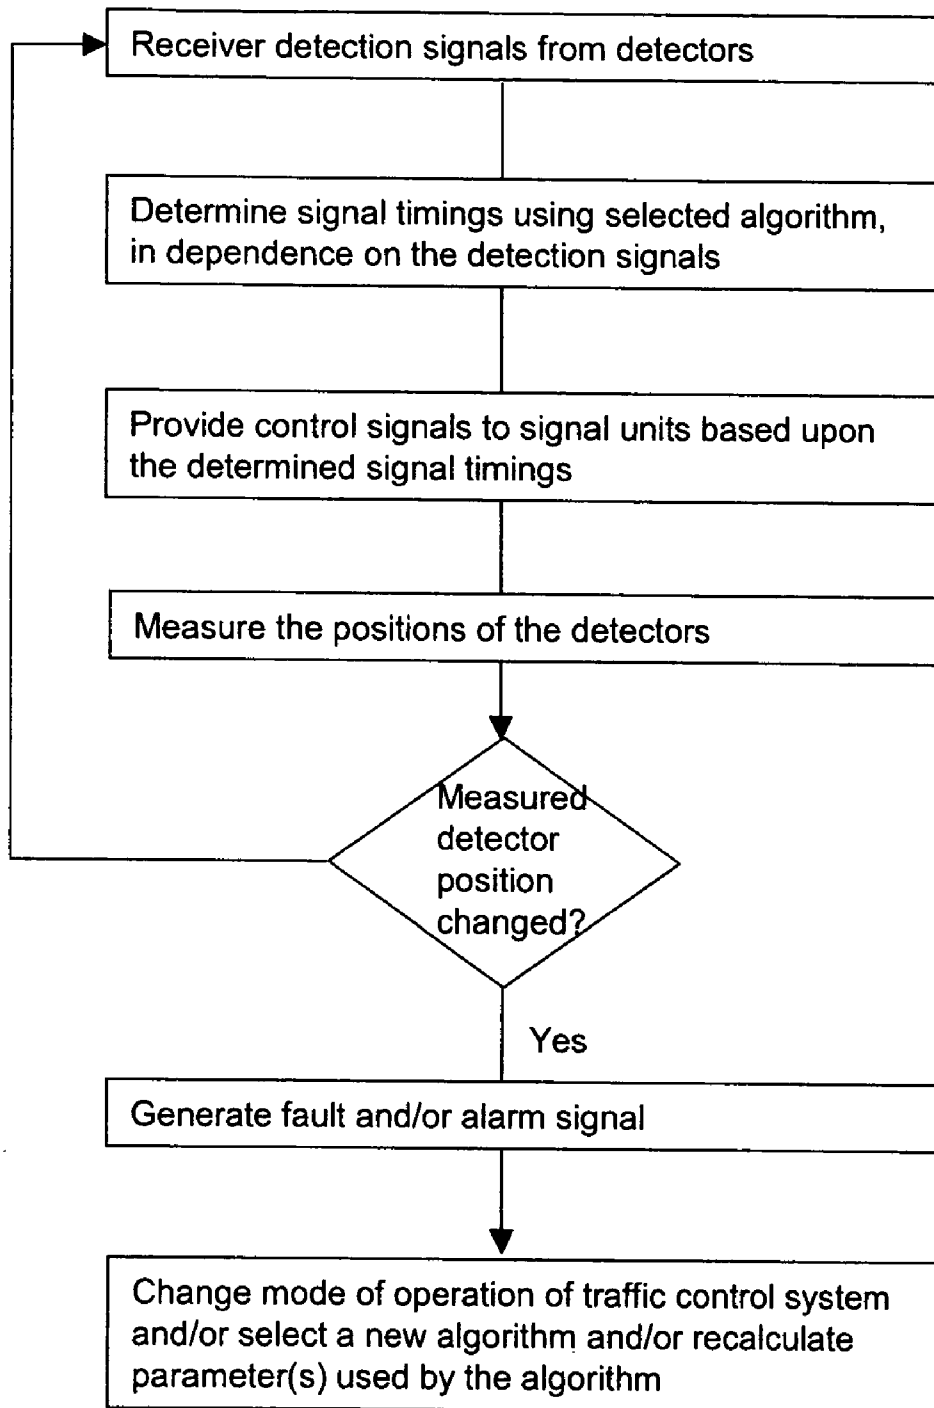 Receiver detection signals from detectors
Determine signal timings using selected algorithm,
in dependence on the detection signals
Provide control signals to signal units based upon
the determined signal timings
Measure the positions of the detectors
Measured
detector
position
changed?
Yes
Generate fault and/or alarm signal
Change mode of operation of traffic control system
and/or select a new algorithm and/or recalculate
parameter(s) used by the algorithm